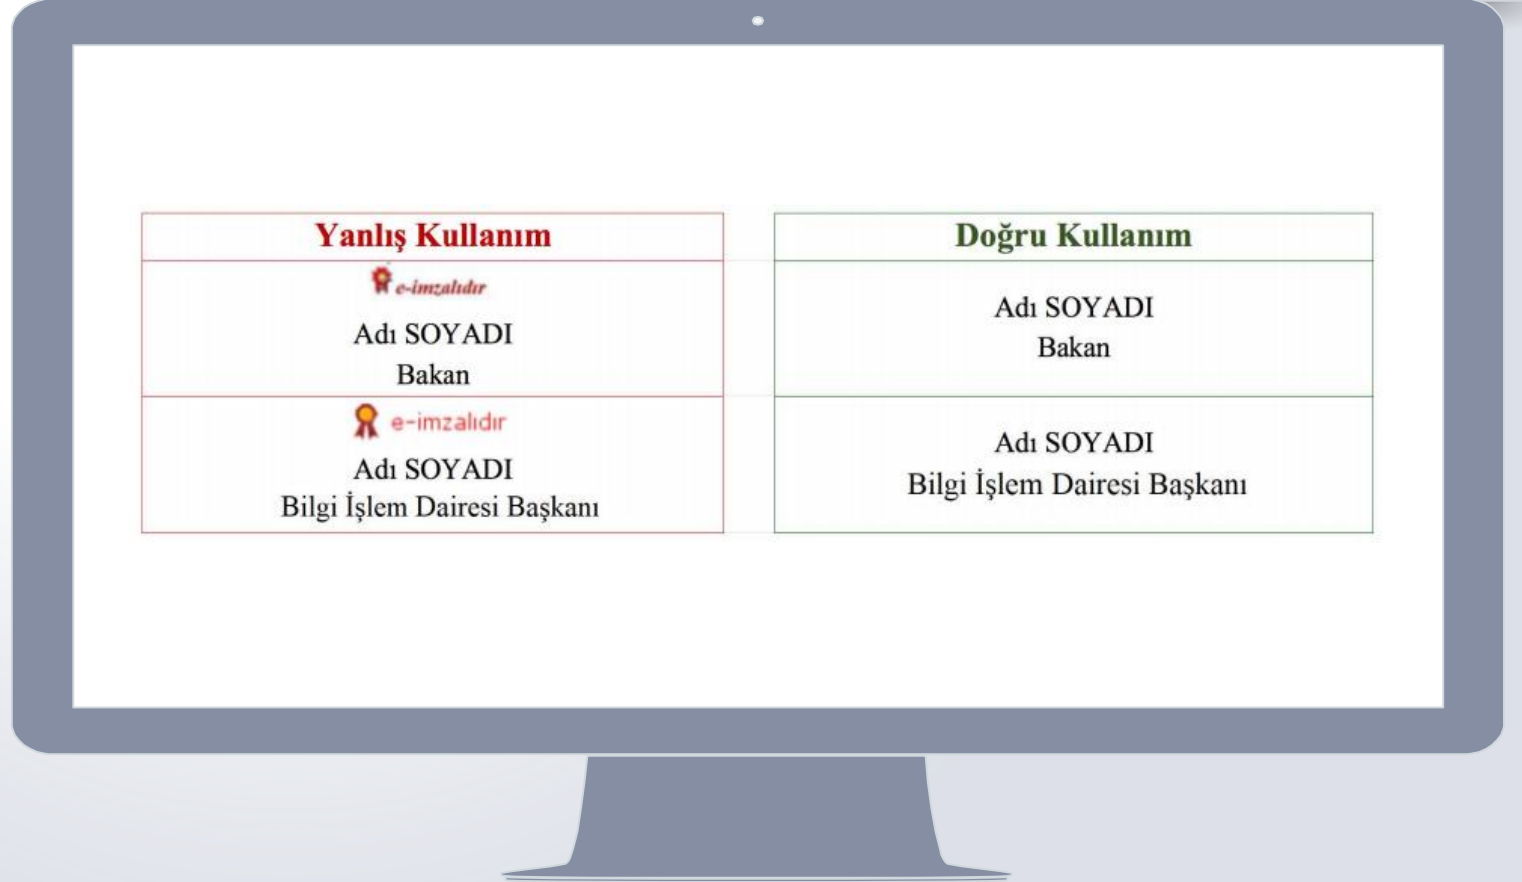 Yanlış Kullanım
e-imzalıdır
Adı SOYADI
Bakan
e-imzalıdır
Adı SOYADI
Bilgi İşlem Dairesi Başkanı
Doğru Kullanım
Adı SOYADI
Bakan
Adı SOYADI
Bilgi İşlem Dairesi Başkanı